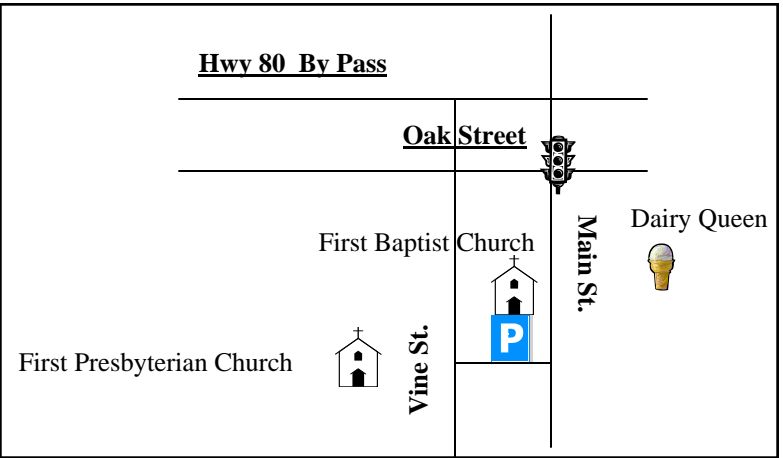 Hwy 80  By Pass
Oak Street
Dairy Queen
Main St.
First Baptist Church
P
Vine St.
First Presbyterian Church